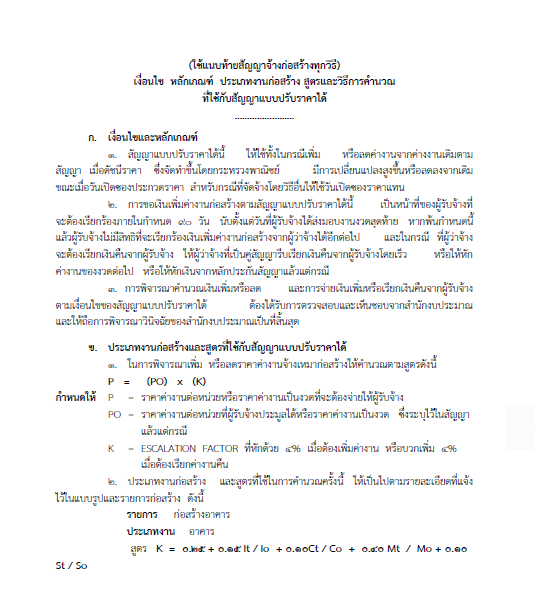 (ใช้แนบท้ายสัญญาจ้างก่อสร้างทุกวิธี)
เงื่อนไข หลักเกณฑ์ ประเภทงานก่อสร้าง สูตรและวิธีการคำนวณ
ที่ใช้กับสัญญาแบบปรับราคาได้
........................
ก. เงื่อนไขและหลักเกณฑ์
๑. สัญญาแบบปรับราคาได้นี้ ให้ใช้ทั้งในกรณีเพิ่ม หรือลดค่างานจากค่างานเดิมตาม
สัญญา เมื่อดัชนีราคา ซึ่งจัดทำขึ้นโดยกระทรวงพาณิชย์ มีการเปลี่ยนแปลงสูงขึ้นหรือลดลงจากเดิม
ขณะเมื่อวันเปิดซองประกวดราคา สำหรับกรณีที่จัดจ้างโดยวิธีอื่นให้ใช้วันเปิดซองราคาแทน
๒. การขอเงินเพิ่มค่างานก่อสร้างตามสัญญาแบบปรับราคาได้นี้ เป็นหน้าที่ของผู้รับจ้างที่
จะต้องเรียกร้องภายในกำหนด ๙๐ วัน นับตั้งแต่วันที่ผู้รับจ้างได้ส่งมอบงานงวดสุดท้าย หากพ้นกำหนดนี้
แล้วผู้รับจ้างไม่มีสิทธิที่จะเรียกร้องเงินเพิ่มค่างานก่อสร้างจากผู้ว่าจ้างได้อีกต่อไป และในกรณี ที่ผู้ว่าจ้าง
จะต้องเรียกเงินคืนจากผู้รับจ้าง ให้ผู้ว่าจ้างที่เป็นคู่สัญญารีบเรียกเงินคืนจากผู้รับจ้างโดยเร็ว หรือให้หัก
ค่างานของงวดต่อไป หรือให้หักเงินจากหลักประกันสัญญาแล้วแต่กรณี
๓. การพิจารณาคำนวณเงินเพิ่มหรือลด และการจ่ายเงินเพิ่มหรือเรียกเงินคืนจากผู้รับจ้าง
ตามเงื่อนไขของสัญญาแบบปรับราคาได้ ต้องได้รับการตรวจสอบและเห็นชอบจากสำนักงบประมาณ
และให้ถือการพิจารณาวินิจฉัยของสำนักงบประมาณเป็นที่สิ้นสุด
ข. ประเภทงานก่อสร้างและสูตรที่ใช้กับสัญญาแบบปรับราคาได้
๑. ในการพิจารณาเพิ่ม หรือลดราคาค่างานจ้างเหมาก่อสร้างให้คำนวณตามสูตรดังนี้
P = (PO) x (K)
กำหนดให้ P – ราคาค่างานต่อหน่วยหรือราคาค่างานเป็นงวดที่จะต้องจ่ายให้ผู้รับจ้าง
PO – ราคาค่างานต่อหน่วยที่ผู้รับจ้างประมูลได้หรือราคาค่างานเป็นงวด ซึ่งระบุไว้ในสัญญา
แล้วแต่กรณี
K – ESCALATION FACTOR ที่หักด้วย ๔% เมื่อต้องเพิ่มค่างาน หรือบวกเพิ่ม ๔%
เมื่อต้องเรียกค่างานคืน
๒. ประเภทงานก่อสร้าง และสูตรที่ใช้ในการคำนวณครั้งนี้ ให้เป็นไปตามรายละเอียดที่แจ้ง
ไว้ในแบบรูปและรายการก่อสร้าง ดังนี้
รายการ ก่อสร้างอาคาร
ประเภทงาน อาคาร
สูตร K = ๐.๒๕ + ๐.๑๕ It / Io + ๐.๑๐Ct / Co + ๐.๔๐ Mt / Mo + ๐.๑๐
St / So